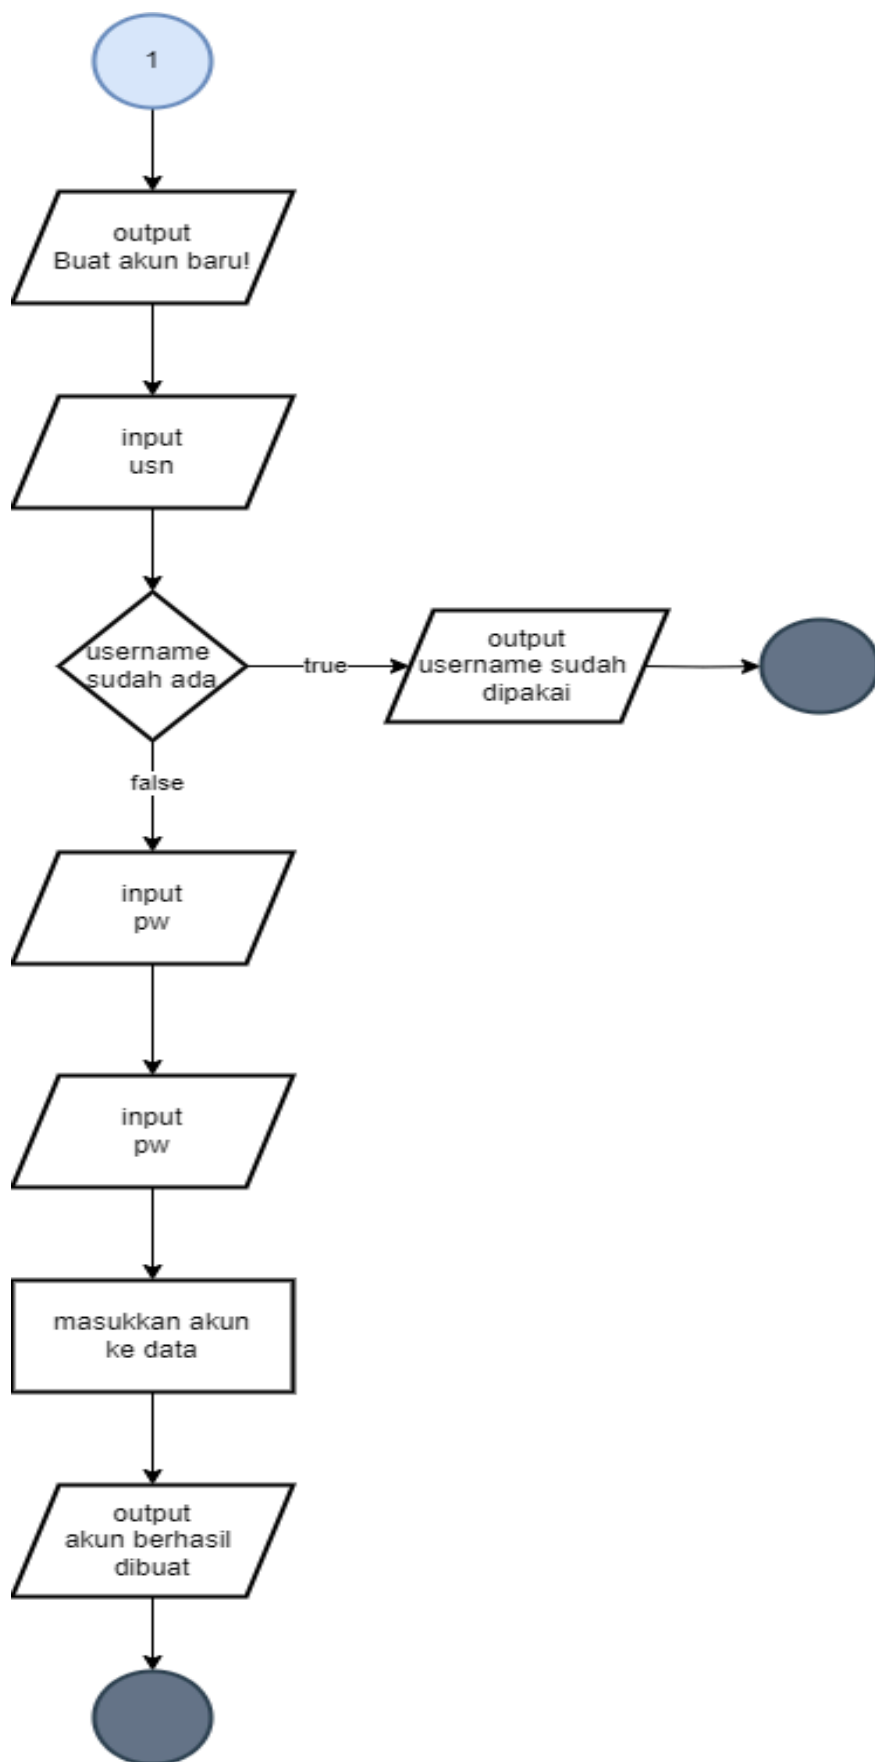 1
output
Buat akun baru!
input
usn
username
sudah ada
true
output
username sudah
dipakai
false
input
pw
input
pw
masukkan akun
ke data
output
akun berhasil
dibuat